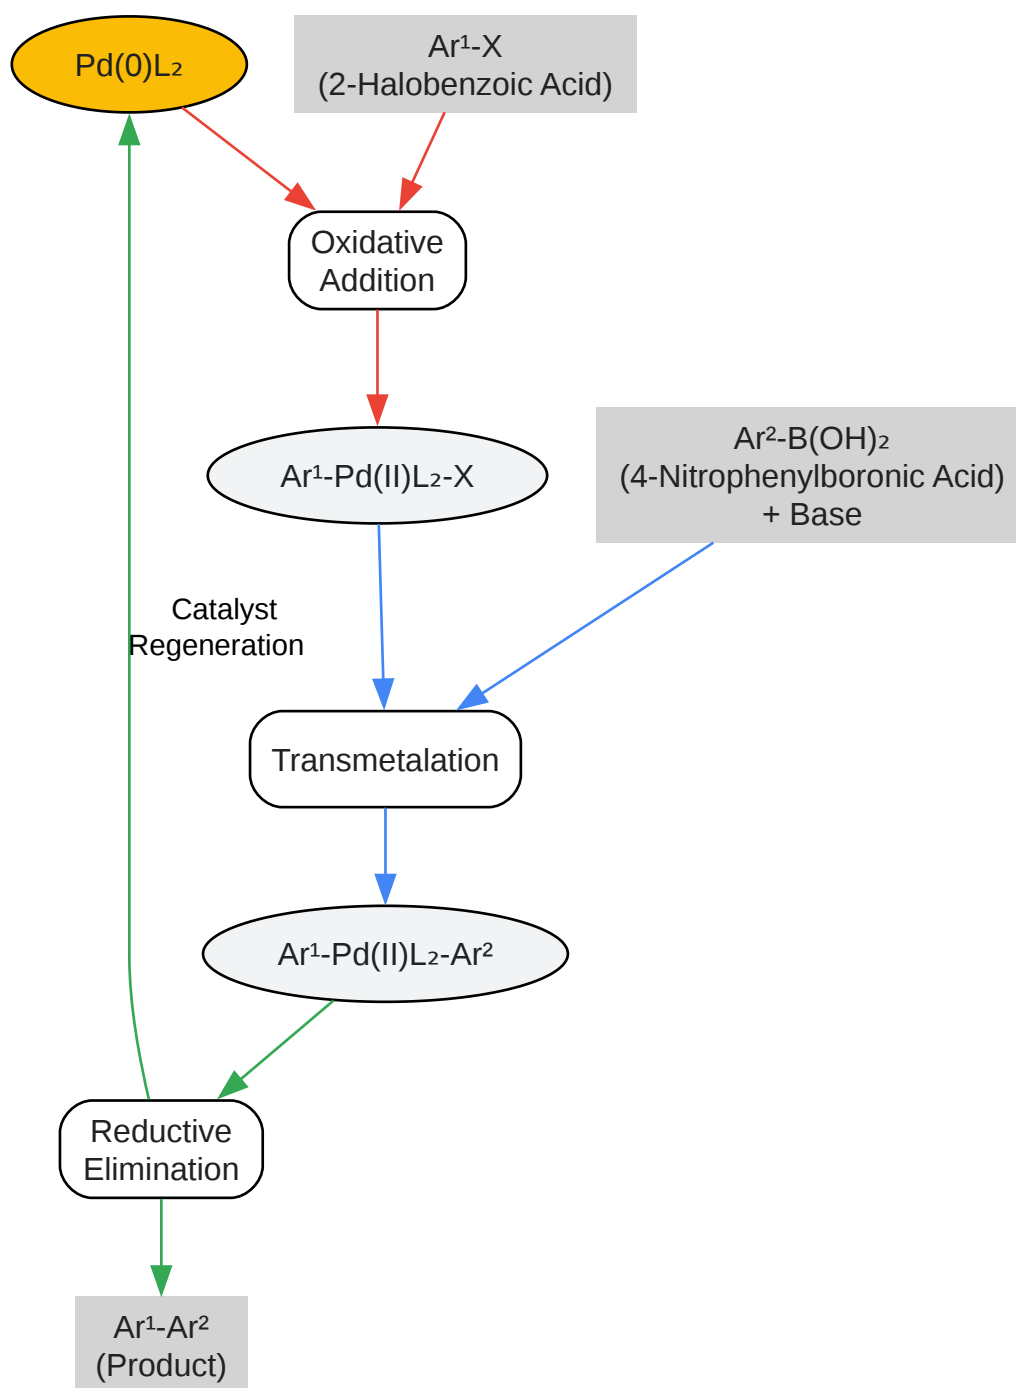 Pd(0)L₂
Ar¹-X
(2-Halobenzoic Acid)
Oxidative
Addition
Ar¹-Pd(II)L₂-X
Ar²-B(OH)₂
(4-Nitrophenylboronic Acid)
+ Base
Catalyst
Regeneration
Transmetalation
Ar¹-Pd(II)L₂-Ar²
Reductive
Elimination
Ar¹-Ar²
(Product)